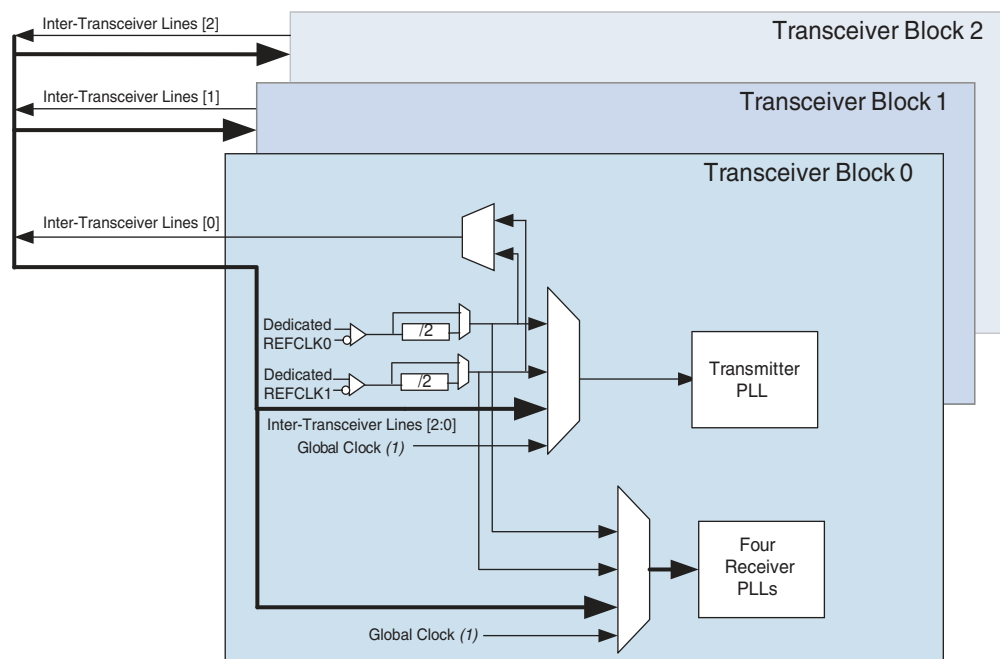 Inter-Transceiver Lines [2]
Transceiver Block 2
Inter-Transceiver Lines [1]
Transceiver Block 1
Transceiver Block 0
Inter-Transceiver Lines [0]
Dedicated
REFCLK0
/2
Dedicated
REFCLK1
/2
Transmitter
PLL
Inter-Transceiver Lines [2:0]
Global Clock (1)
Four
Receiver
PLLs
Global Clock (1)